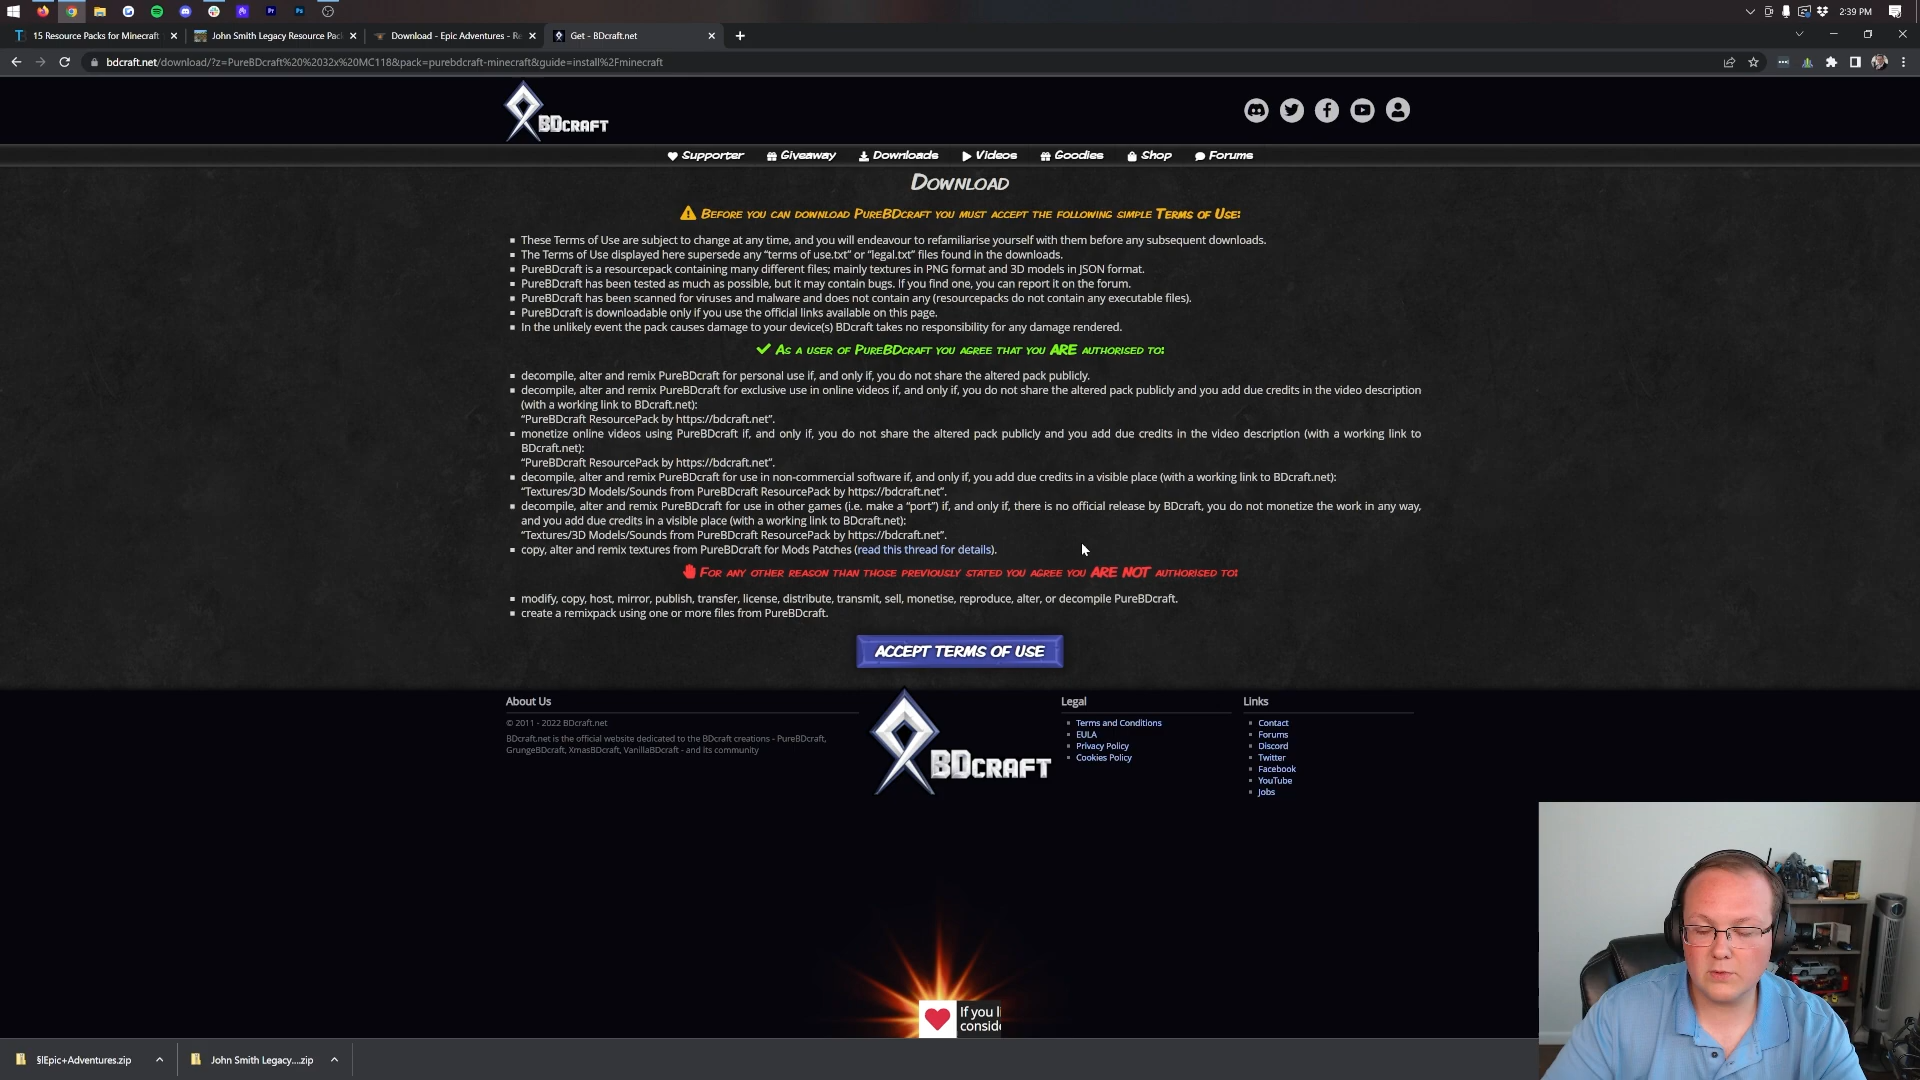 2:39 PM
15 Resource Packs for Minecraft
John Smith Legacy Resource Pac
Download - Epic Adventures - Re
Get - BDcraft.net
bdcraft.net/download/?z=PureBDcraft%20%2032x%20MC118&pack=purebdcraft-minecraft&guide=install%2Fminecraft
BDCRAFT
Supporter
Giveaway
Downloads
Videos
Goodies
Shop
Forums
DOWNLOAD
BEFORE YOU CAN DOWNLOAD PUREBDCRAFT YOU MUST ACCEPT THE FOLLOWING SIMPLE TERMS OF USE:
These Terms of Use are subject to change at any time, and you will endeavour to refamiliarise yourself with them before any subsequent downloads.
The Terms of Use displayed here supersede any “terms of use.txt” or “legal.txt” files found in the downloads.
PureBDcraft is a resourcepack containing many different files; mainly textures in PNG format and 3D models in JSON format.
PureBDcraft has been tested as much as possible, but it may contain bugs. If you find one, you can report it on the forum.
PureBDcraft has been scanned for viruses and malware and does not contain any (resourcepacks do not contain any executable files).
PureBDcraft is downloadable only if you use the official links available on this page.
In the unlikely event the pack causes damage to your device(s) BDcraft takes no responsibility for any damage rendered.
AS A USER OF PUREBDCRAFT YOU AGREE THAT YOU ARE AUTHORISED TO:
decompile, alter and remix PureBDcraft for personal use if, and only if, you do not share the altered pack publicly.
decompile, alter and remix PureBDcraft for exclusive use in online videos if, and only if, you do not share the altered pack publicly and you add due credits in the video description
(with a working link to BDcraft.net):
“PureBDcraft ResourcePack by https://bdcraft.net”.
monetize online videos using PureBDcraft if, and only if, you do not share the altered pack publicly and you add due credits in the video description (with a working link to
BDcraft.net):
“PureBDcraft ResourcePack by https://bdcraft.net”.
decompile, alter and remix PureBDcraft for use in non-commercial software if, and only if, you add due credits in a visible place (with a working link to BDcraft.net):
“Textures/3D Models/Sounds from PureBDcraft ResourcePack by https://bdcraft.net”.
decompile, alter and remix PureBDcraft for use in other games (i.e. make a “port”) if, and only if, there is no official release by BDcraft, you do not monetize the work in any way,
and you add due credits in a visible place (with a working link to BDcraft.net):
“Textures/3D Models/Sounds from PureBDcraft ResourcePack by https://bdcraft.net”.
copy, alter and remix textures from PureBDcraft for Mods Patches (read this thread for details).
FOR ANY OTHER REASON THAN THOSE PREVIOUSLY STATED YOU AGREE YOU ARE NOT AUTHORISED TO:
modify, copy, host, mirror, publish, transfer, license, distribute, transmit, sell, monetise, reproduce, alter, or decompile PureBDcraft.
create a remixpack using one or more files from PureBDcraft.
ACCEPT TERMS OF USE
About Us
© 2011 - 2022 BDcraft.net
BDcraft.net is the official website dedicated to the BDcraft creations - PureBDcraft,
GrungeBDcraft, XmasBDcraft, VanillaBDcraft - and its community
BDCRAFT
Legal
Terms and Conditions
EULA
Privacy Policy
Cookies Policy
Links
Contact
Forums
Discord
Twitter
Facebook
YouTube
Jobs
If you l
conside
§lEpic+Adventures.zip
John Smith Legacy....zip